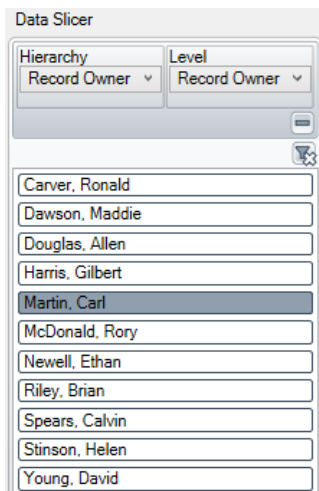 Data Slicer
Hierarchy Level
Record Owner Record Owner
Carver, Ronald
Dawson, Maddie
Douglas, Allen
Harris, Gilbert
Martin, Carl
McDonald, Rory
Newell, Ethan
Riley, Brian
Spears, Calvin
Stinson, Helen
Young, David